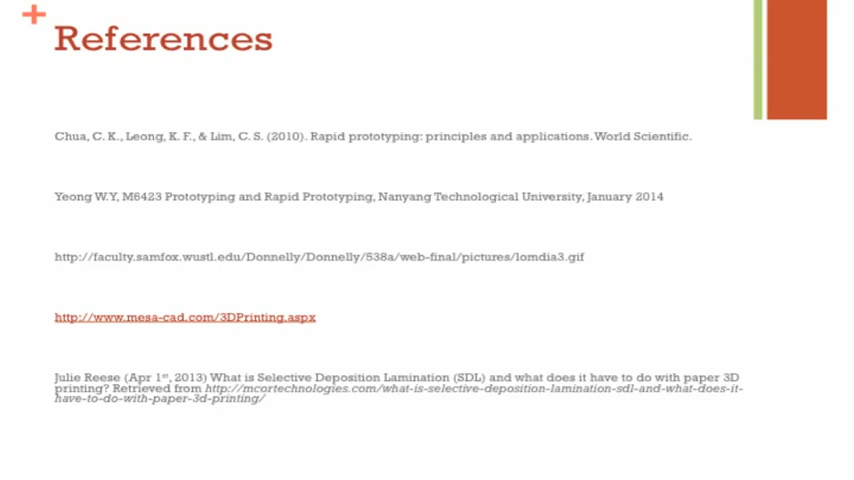 References
Chua, C. K., Leong, K. F., & Lim, C. S. (2010). Rapid prototyping: principles and applications. World Scientific.
Yeong W.Y, M6423 Prototyping and Rapid Prototyping, Nanyang Technological University, January 2014
http://faculty.samfox.wustl.edu/Donnelly/Donnelly/538a/web-final/pictures/lomdia3.gif
http://www.mesa-cad.com/3DPrinting.aspx
Julie Reese (Apr 1st, 2013) What is Selective Deposition Lamination (SDL) and what does it have to do with paper 3D
printing? Retrieved from http://mcortechnologies.com/what-is-selective-deposition-lamination-sdl-and-what-does-it-
have-to-do-with-paper-3d-printing/